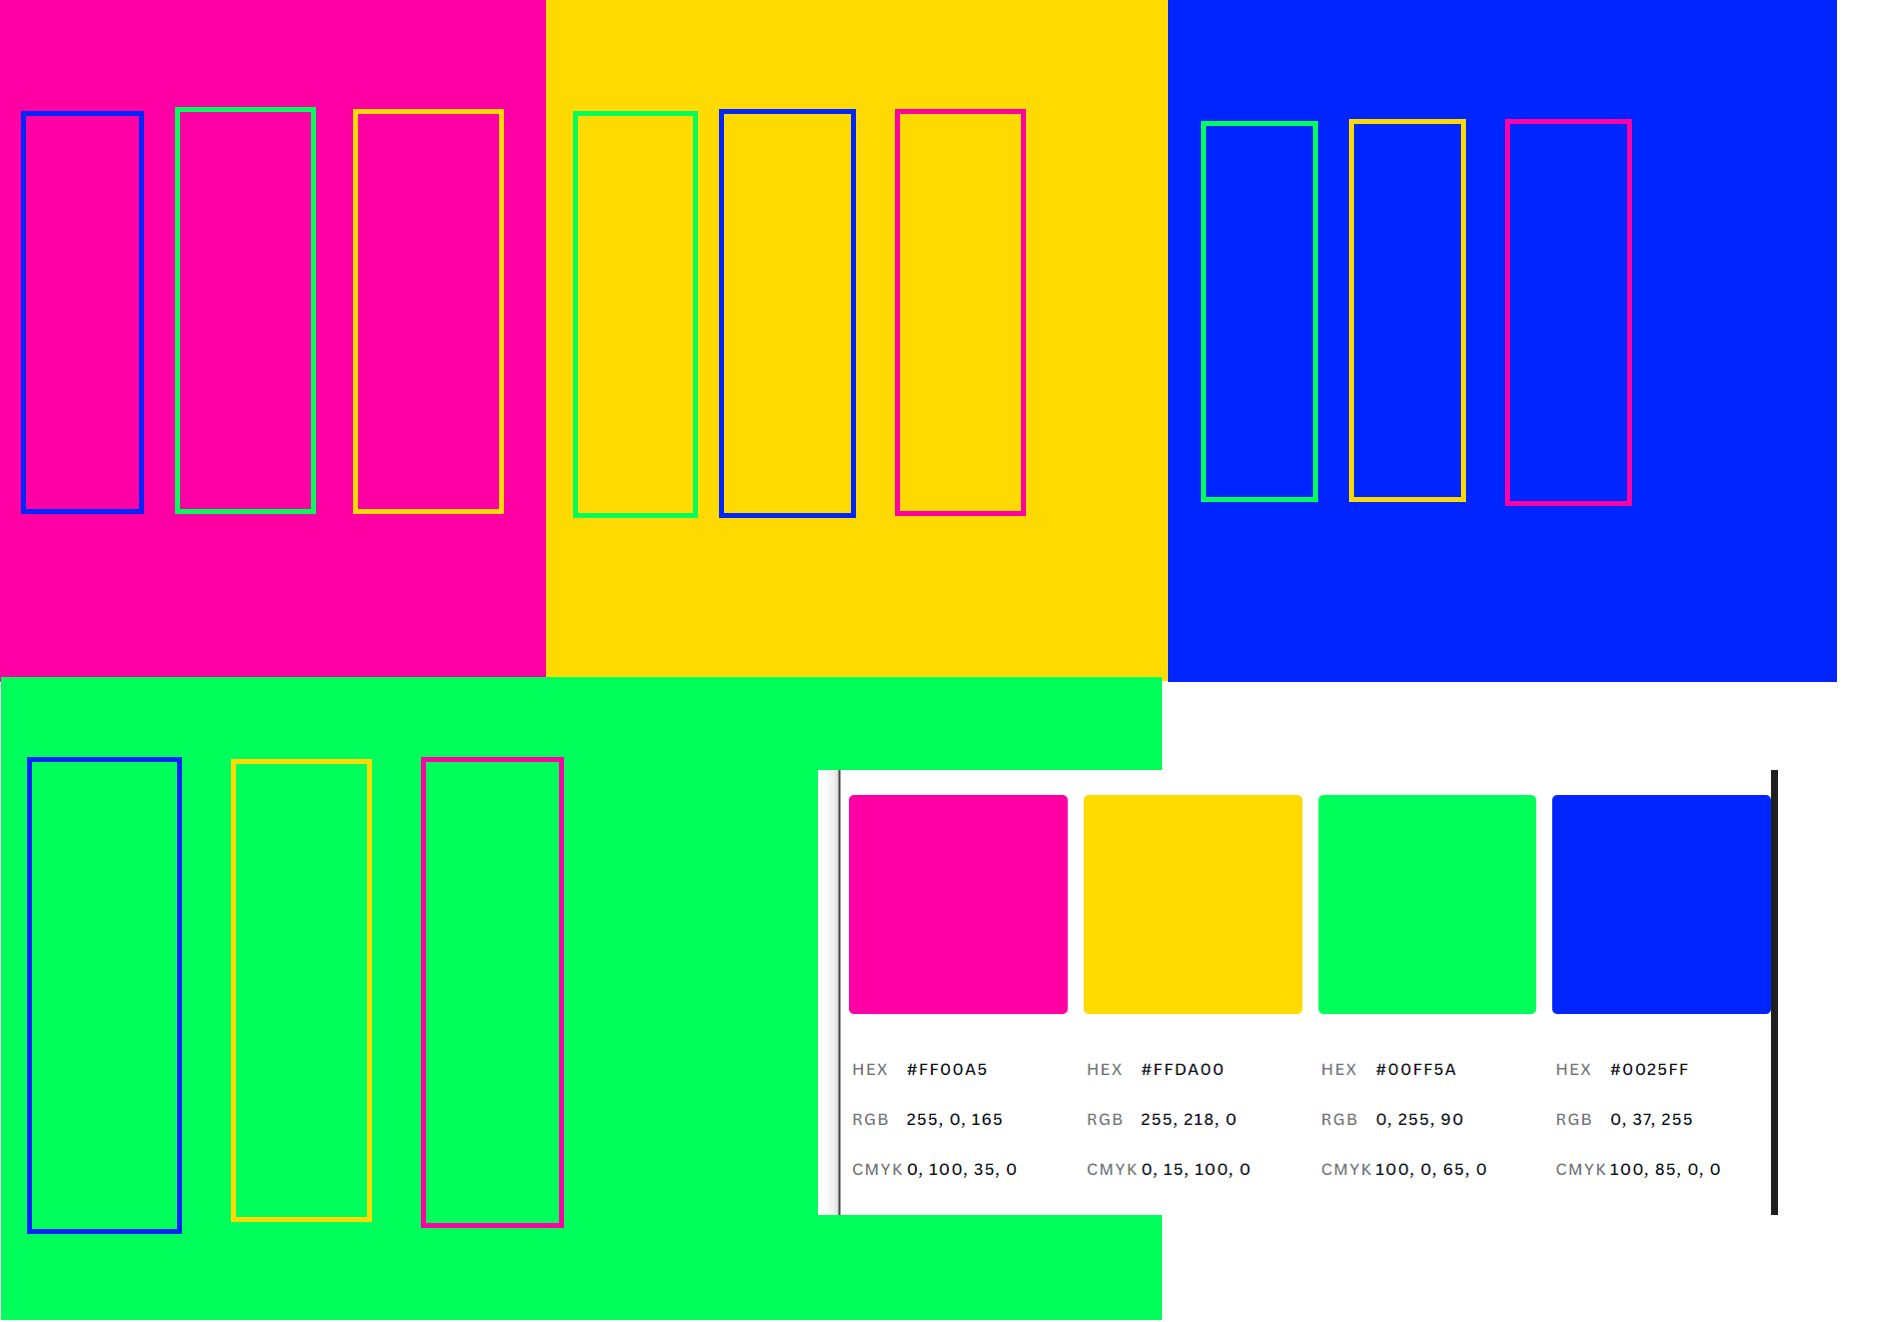 HEX #FF00A5 HEX #FFDA00 HEX #00FF5A HEX #0025FF
RGB 255, 0, 165 RGB 255, 218, 0 RGB 0, 255, 90 RGB 0, 37, 255
CMYK 0, 100, 35, 0 CMYK 0, 15, 100, 0 CMYK 100, 0, 65, 0 CMYK 100, 85, 0, 0